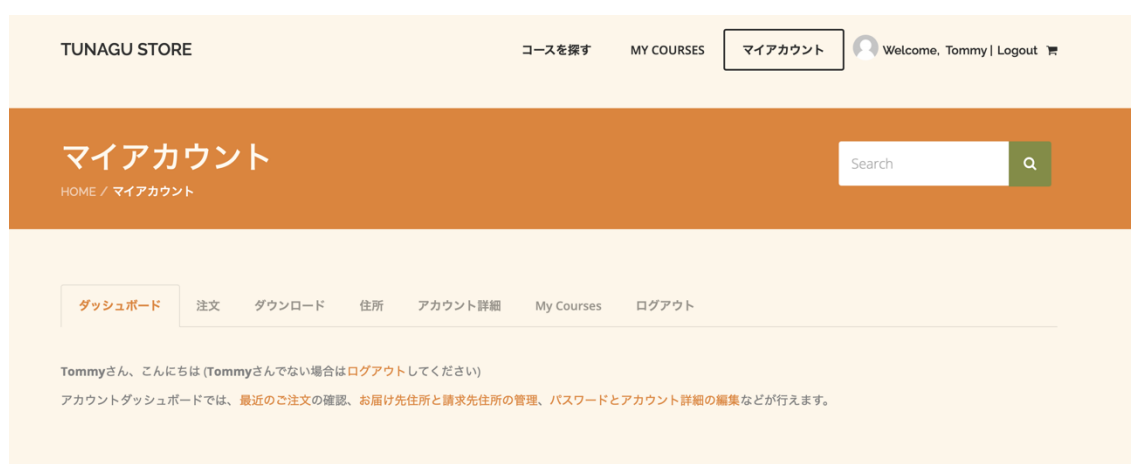 TUNAGU STORE
コースを探す MY COURSES マイアカウント Welcome, Tommy | Logout
マイアカウント
Search
HOME / マイアカウント
ダッシュボード 注文 ダウンロード 住所 アカウント詳細 My Courses ログアウト
Tommyさん、こんにちは (Tommyさんでない場合はログアウトしてください)
アカウントダッシュボードでは、最近のご注文の確認、お届け先住所と請求先住所の管理、パスワードとアカウント詳細の編集などが行えます。